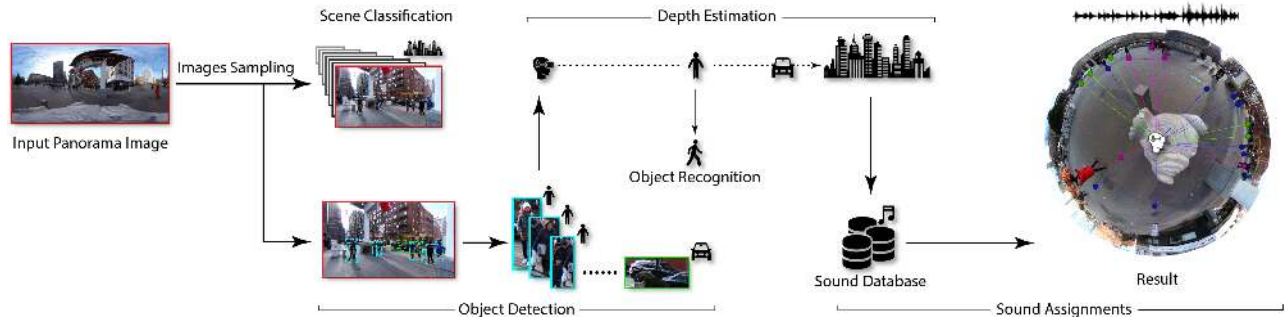 Scene Classification
Depth Estimation
Images Sampling
Input Panorama Image
Object Recognition
Sound Database
Result
Object Detection
Sound Assignments